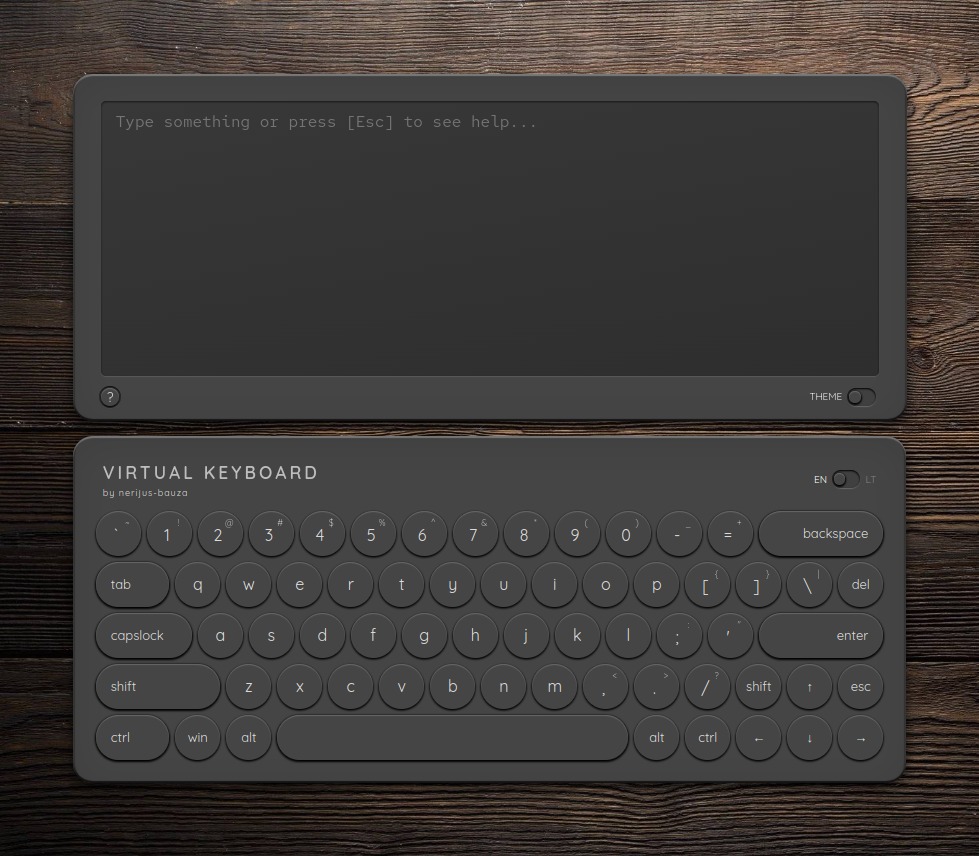 Type something or press [Esc] to see help...
?
THEME
VIRTUAL KEYBOARD
by nerijus-bauza
EN LT
` ~ 1 ! 2 @ 3 # 4 $ 5 % 6 ^ 7 & 8 * 9 ( 0 ) - _ = + backspace
tab q w e r t y u i o p [ { ] } \ | del
capslock a s d f g h j k l ; : ' " enter
shift z x c v b n m , < . > / ? shift ↑ esc
ctrl win alt alt ctrl ← ↓ →